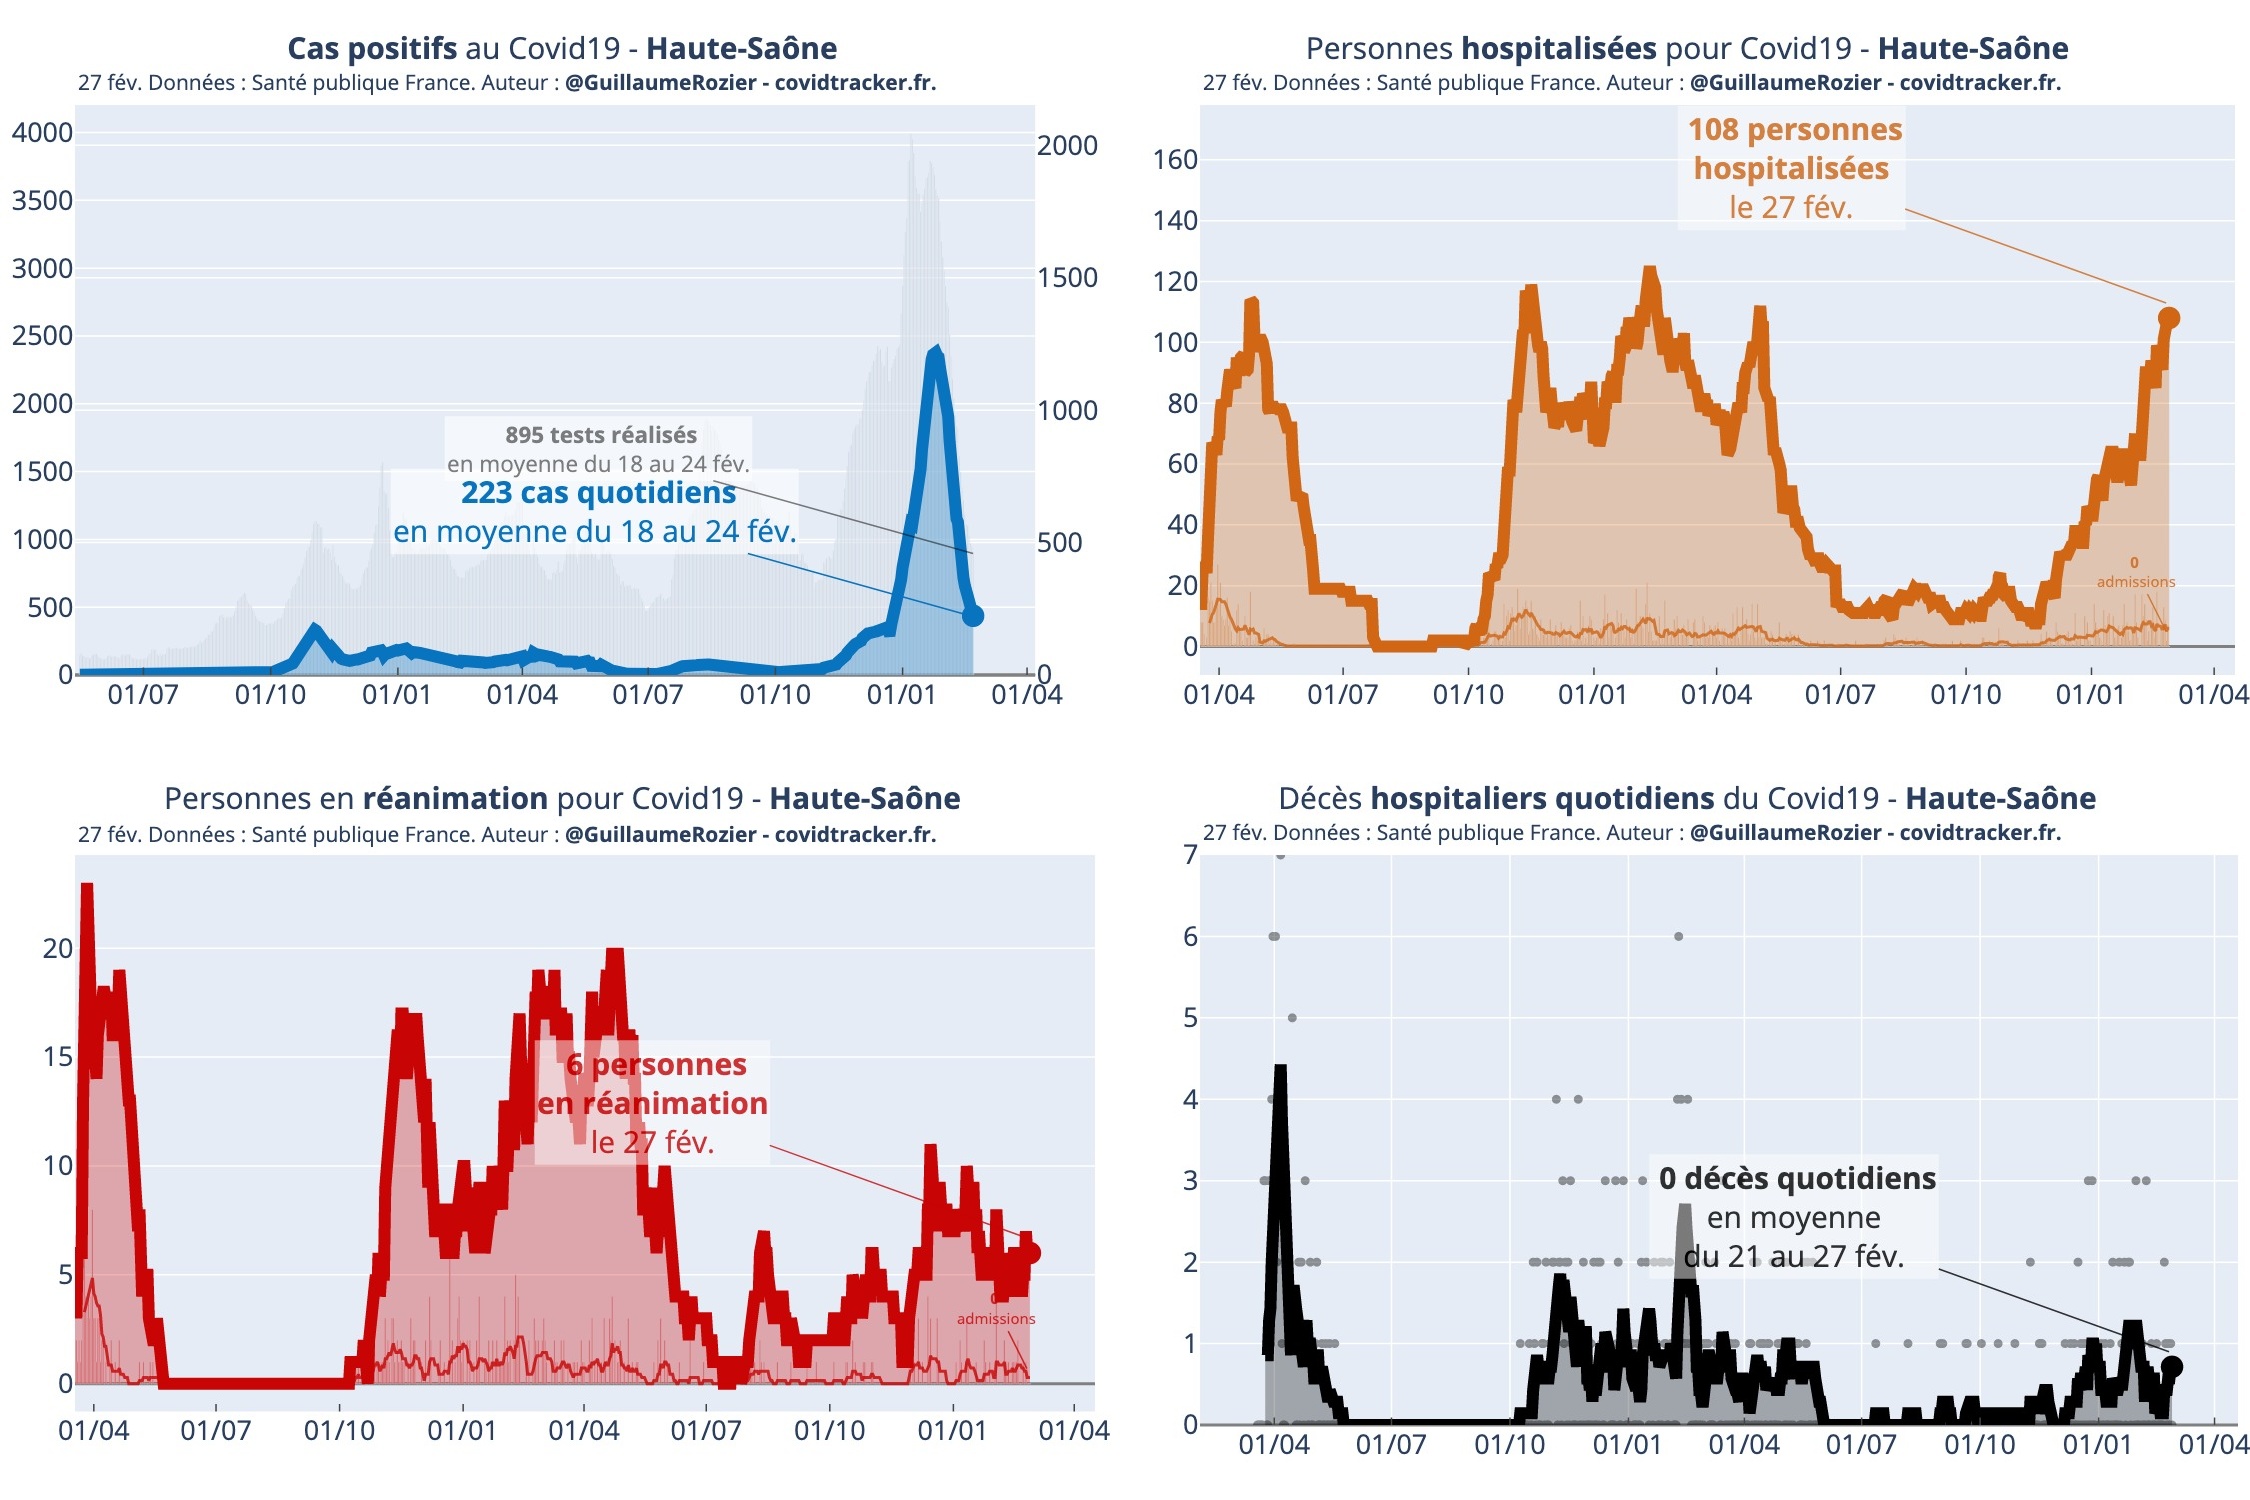 Cas positifs au Covid19 - Haute-Saône
27 fév. Données : Santé publique France. Auteur : @GuillaumeRozier - covidtracker.fr.
4000
3500
3000
2500
2000
1500
1000
500
0
2000
1500
1000
500
0
895 tests réalisés
en moyenne du 18 au 24 fév.
223 cas quotidiens
en moyenne du 18 au 24 fév.
01/07 01/10 01/01 01/04 01/07 01/10 01/01 01/04
Personnes hospitalisées pour Covid19 - Haute-Saône
27 fév. Données : Santé publique France. Auteur : @GuillaumeRozier - covidtracker.fr.
108 personnes
hospitalisées
le 27 fév.
160
140
120
100
80
60
40
20
0
0
admissions
01/04 01/07 01/10 01/01 01/04 01/07 01/10 01/01 01/04
Personnes en réanimation pour Covid19 - Haute-Saône
27 fév. Données : Santé publique France. Auteur : @GuillaumeRozier - covidtracker.fr.
20
15
10
5
0
6 personnes
en réanimation
le 27 fév.
0
admissions
01/04 01/07 01/10 01/01 01/04 01/07 01/10 01/01 01/04
Décès hospitaliers quotidiens du Covid19 - Haute-Saône
27 fév. Données : Santé publique France. Auteur : @GuillaumeRozier - covidtracker.fr.
7
6
5
4
3
2
1
0
0 décès quotidiens
en moyenne
du 21 au 27 fév.
01/04 01/07 01/10 01/01 01/04 01/07 01/10 01/01 01/04